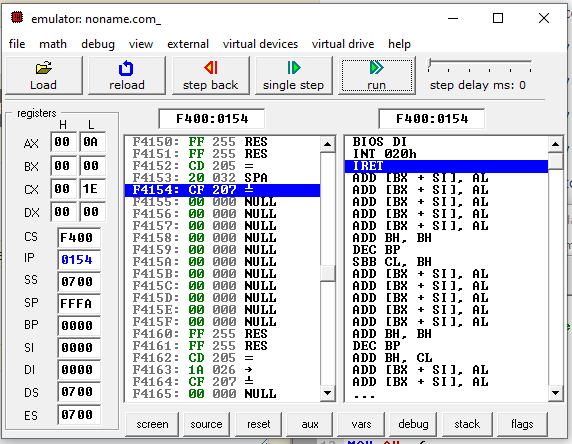 emulator: noname.com_
file math debug view external virtual devices virtual drive help
Load reload step back single step run step delay ms: 0
registers
H L
AX 00 0A
BX 00 00
CX 00 1E
DX 00 00
CS F400
IP 0154
SS 0700
SP FFFA
BP 0000
SI 0000
DI 0000
DS 0700
ES 0700
F400:0154
F4150: FF 255 RES
F4151: FF 255 RES
F4152: CD 205 =
F4153: 20 032 SPA
F4154: CF 207 ╧
F4155: 00 000 NULL
F4156: 00 000 NULL
F4157: 00 000 NULL
F4158: 00 000 NULL
F4159: 00 000 NULL
F415A: 00 000 NULL
F415B: 00 000 NULL
F415C: 00 000 NULL
F415D: 00 000 NULL
F415E: 00 000 NULL
F415F: 00 000 NULL
F4160: FF 255 RES
F4161: FF 255 RES
F4162: CD 205 =
F4163: 1A 026 →
F4164: CF 207 ╧
F4165: 00 000 NULL
F400:0154
BIOS DI
INT 020h
IRET
ADD [BX + SI], AL
ADD [BX + SI], AL
ADD [BX + SI], AL
ADD [BX + SI], AL
ADD [BX + SI], AL
ADD BH, BH
DEC BP
SBB CL, BH
ADD [BX + SI], AL
ADD [BX + SI], AL
ADD [BX + SI], AL
ADD [BX + SI], AL
ADD [BX + SI], AL
ADD BH, BH
DEC BP
ADD BH, CL
ADD [BX + SI], AL
ADD [BX + SI], AL
...
screen source reset aux vars debug stack flags